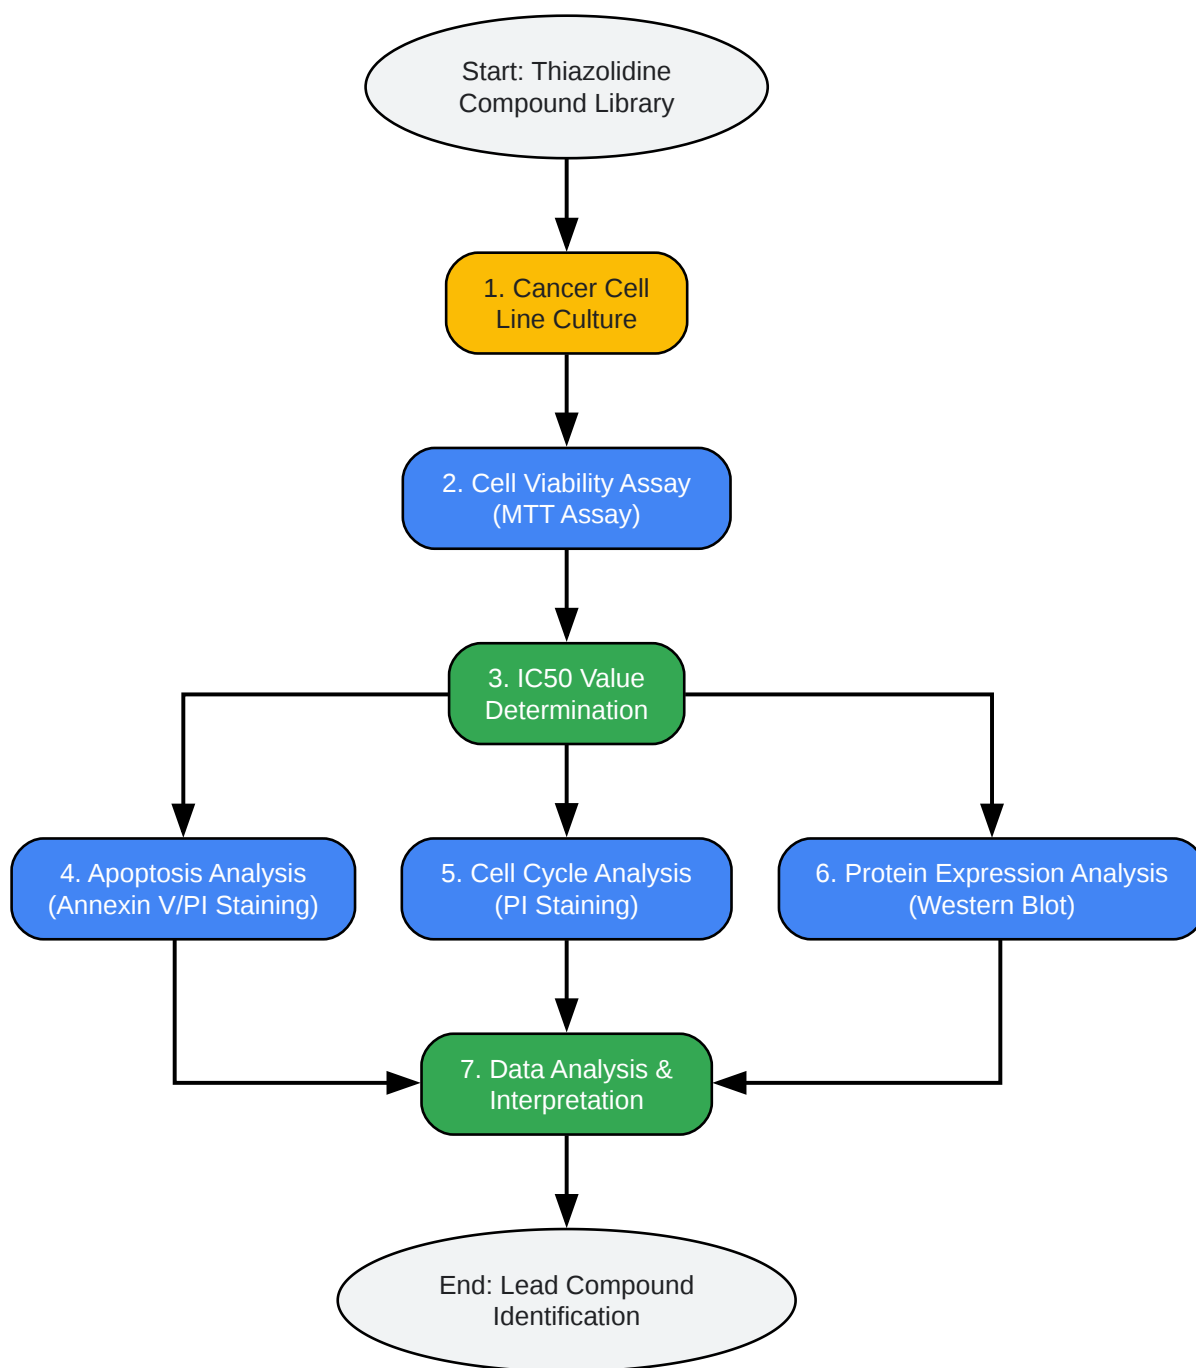 Start: Thiazolidine
Compound Library
1. Cancer Cell
Line Culture
2. Cell Viability Assay
(MTT Assay)
3. IC50 Value
Determination
4. Apoptosis Analysis
(Annexin V/PI Staining)
5. Cell Cycle Analysis
(PI Staining)
6. Protein Expression Analysis
(Western Blot)
7. Data Analysis &
Interpretation
End: Lead Compound
Identification